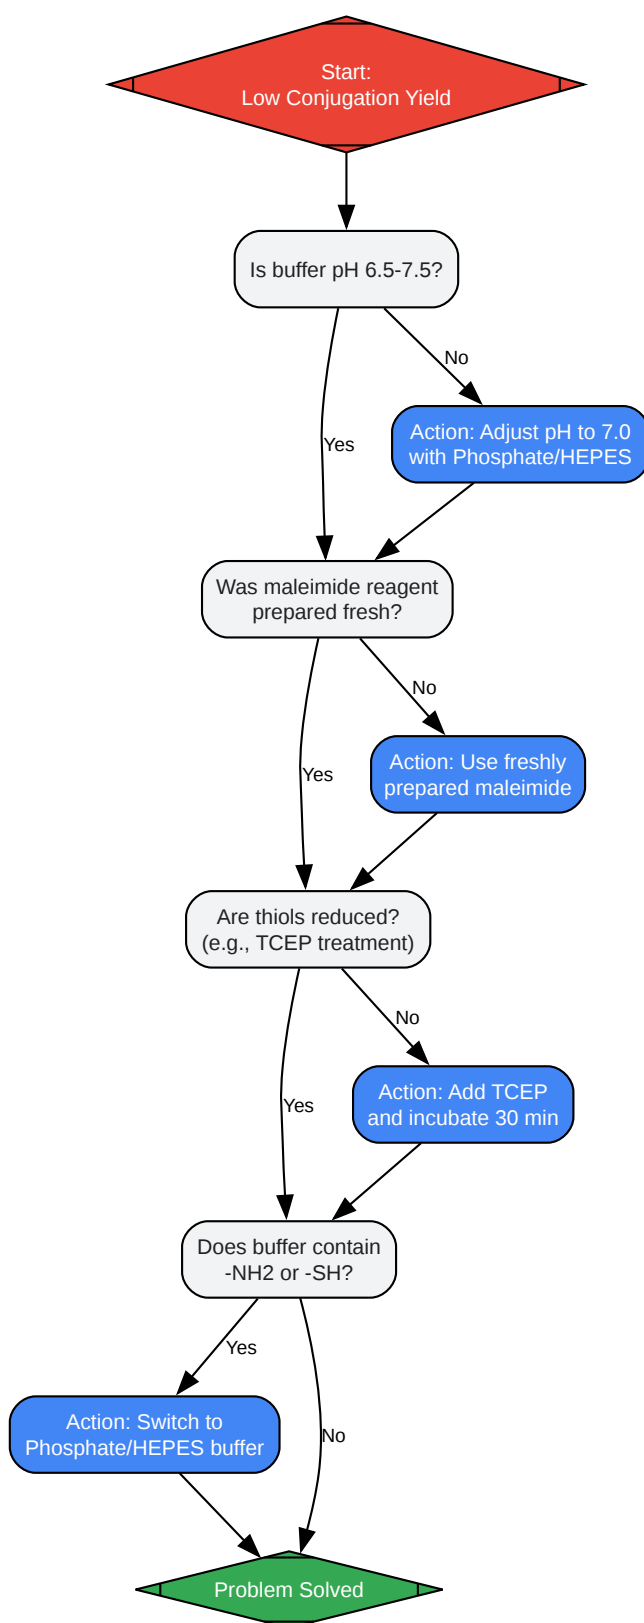 Start:
Low Conjugation Yield
Is buffer pH 6.5-7.5?
No
Yes
Action: Adjust pH to 7.0
with Phosphate/HEPES
Was maleimide reagent
prepared fresh?
No
Yes
Action: Use freshly
prepared maleimide
Are thiols reduced?
(e.g., TCEP treatment)
No
Yes
Action: Add TCEP
and incubate 30 min
Does buffer contain
-NH2 or -SH?
Yes
No
Action: Switch to
Phosphate/HEPES buffer
Problem Solved